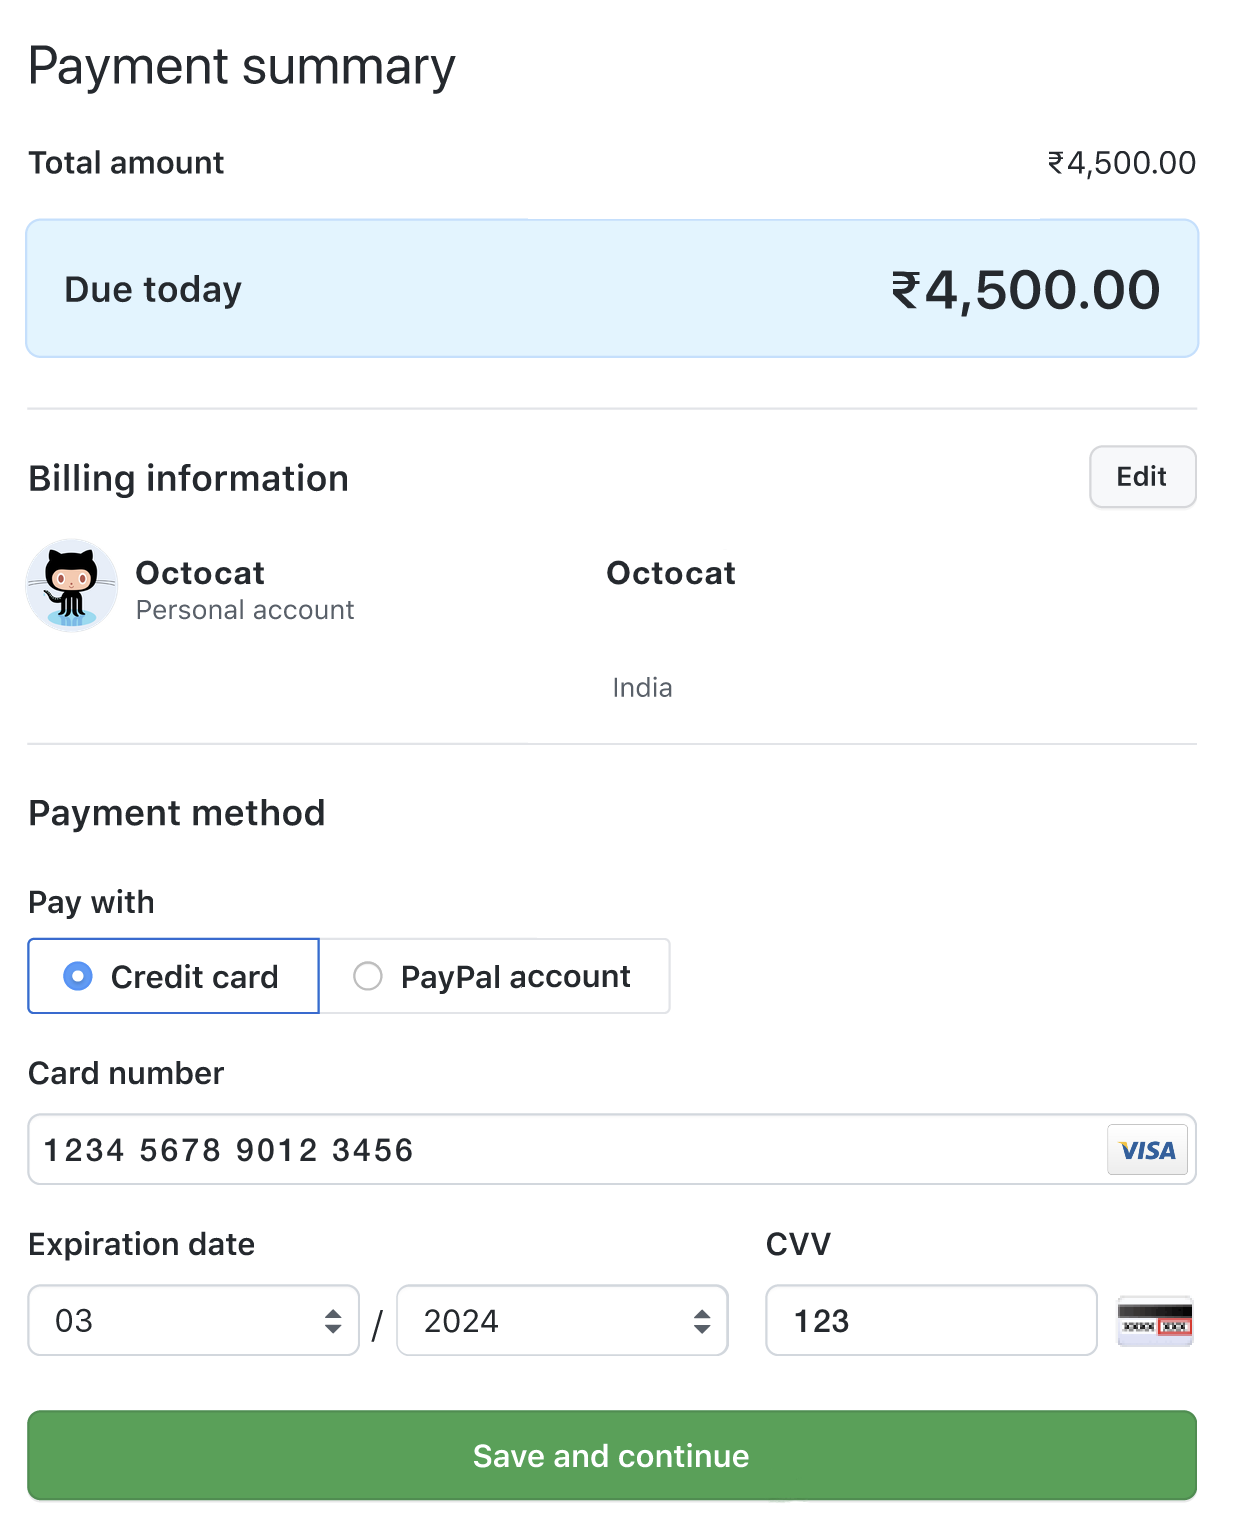 Payment summary
Total amount ₹4,500.00
Due today ₹4,500.00
Billing information Edit
Octocat Octocat
Personal account
India
Payment method
Pay with
Credit card PayPal account
Card number
1234 5678 9012 3456 VISA
Expiration date CVV
03 / 2024 123
Save and continue